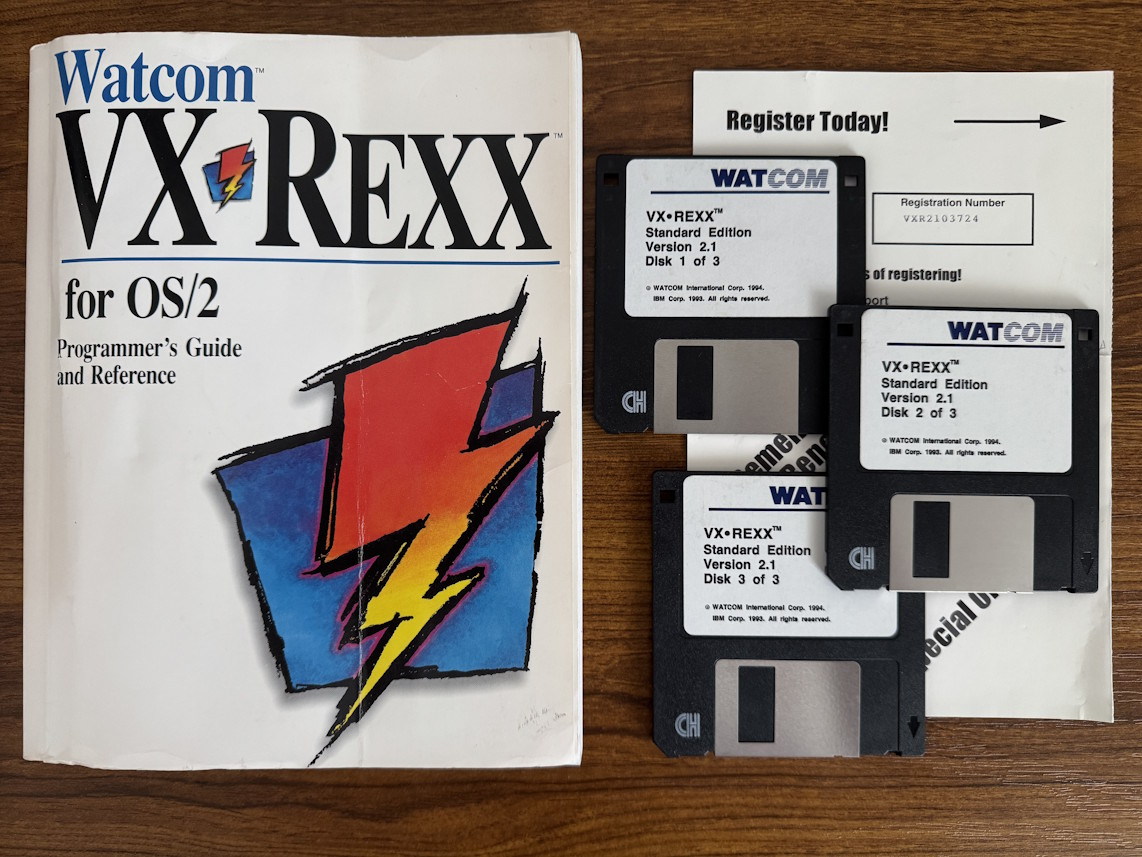 Watcom™
VX•REXX™
for OS/2
Programmer's Guide
and Reference
Register Today!
Registration Number
VXR2103724
s of registering!
port
WATCOM
VX•REXX™
Standard Edition
Version 2.1
Disk 1 of 3
© WATCOM International Corp. 1994.
IBM Corp. 1993. All rights reserved.
CH
WATCOM
VX•REXX™
Standard Edition
Version 2.1
Disk 2 of 3
© WATCOM International Corp. 1994.
IBM Corp. 1993. All rights reserved.
CH
WAT
VX•REXX™
Standard Edition
Version 2.1
Disk 3 of 3
© WATCOM International Corp. 1994.
IBM Corp. 1993. All rights reserved.
CH